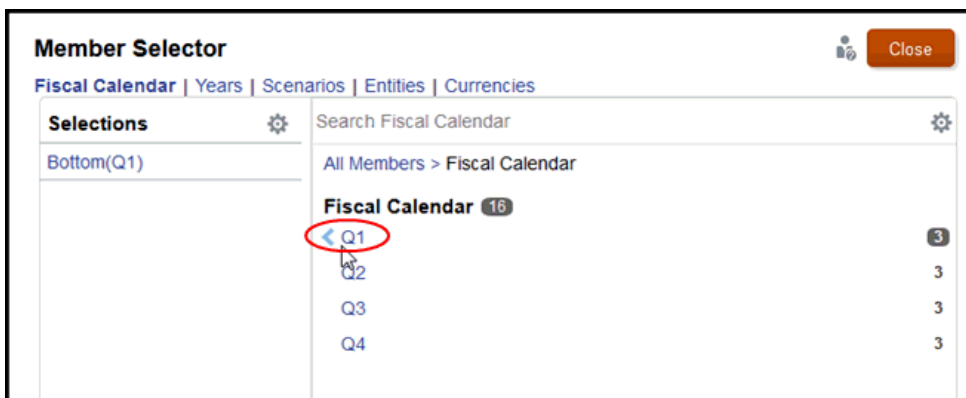 Member Selector
Close
Fiscal Calendar | Years | Scenarios | Entities | Currencies
Selections
Search Fiscal Calendar
Bottom(Q1)
All Members > Fiscal Calendar
Fiscal Calendar 16
Q1 3
Q2 3
Q3 3
Q4 3